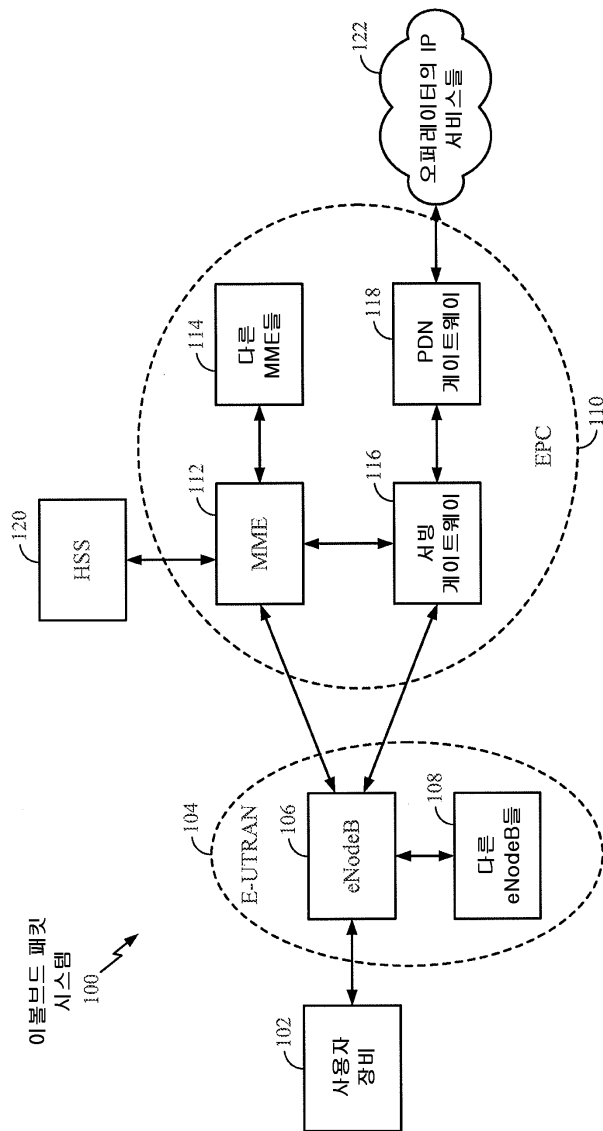 이볼브드 패킷
시스템
100
102
사용자
장비
104
E-UTRAN
106
eNodeB
108
다른
eNodeB들
120
HSS
112
MME
114
다른
MME들
116
서빙
게이트웨이
118
PDN
게이트웨이
EPC
110
122
오퍼레이터의 IP
서비스들